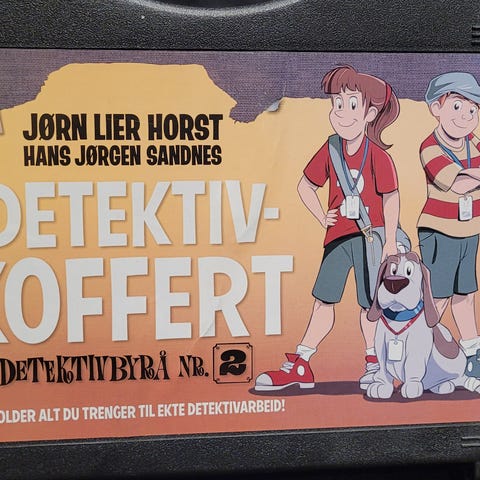 JØRN LIER HORST
HANS JØRGEN SANDNES
DETEKTIV-
KOFFERT
DETEKTIVBYRÅ NR. 2
OLDER ALT DU TRENGER TIL EKTE DETEKTIVARBEID!